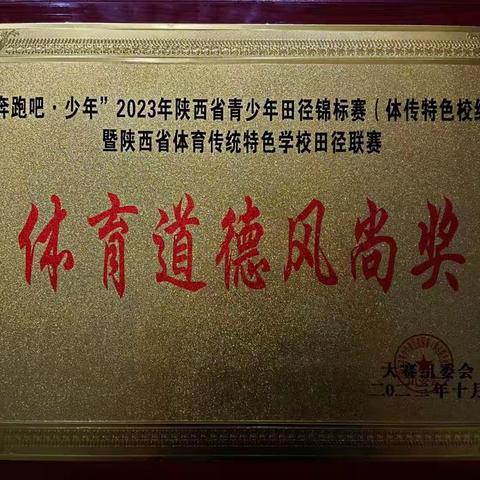 奔跑吧·少年”2023年陕西省青少年田径锦标赛（体传特色校组
暨陕西省体育传统特色学校田径联赛
体育道德风尚奖
大赛组委会
二〇二三年十月